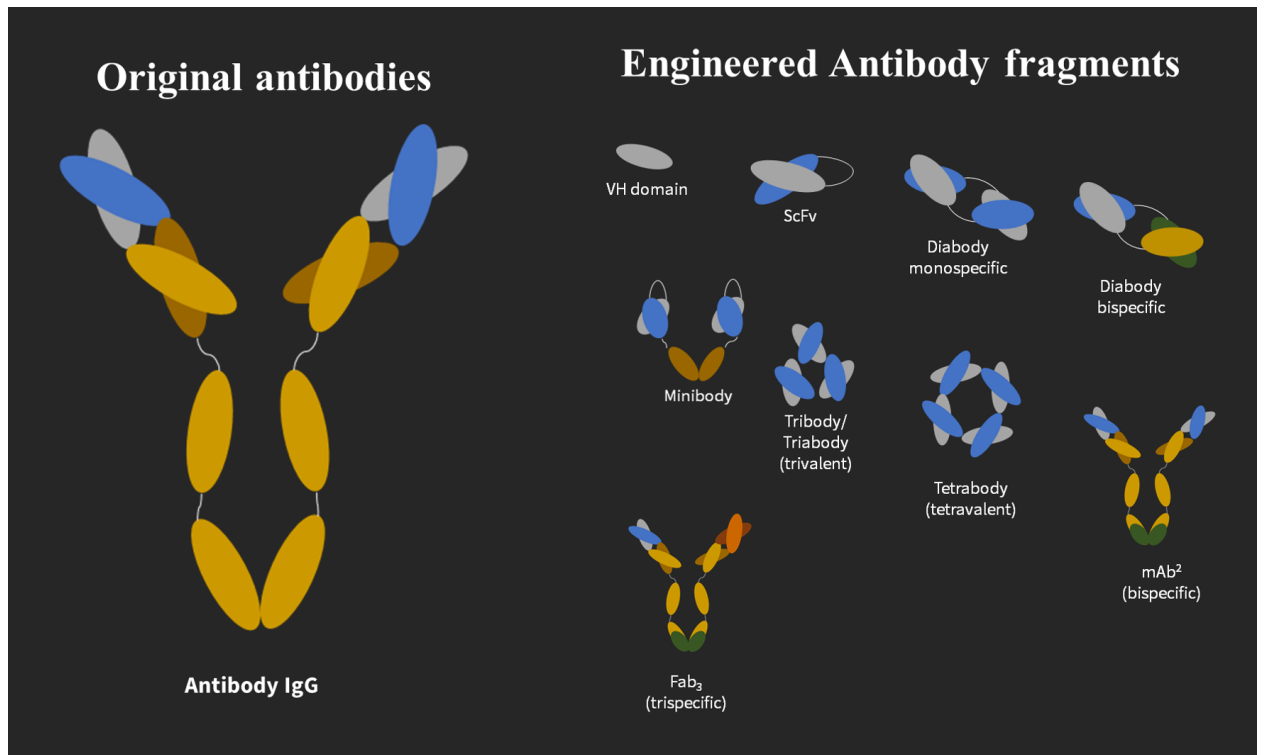 Original antibodies
Antibody IgG
Engineered Antibody fragments
VH domain
ScFv
Diabody
monospecific
Diabody
bispecific
Minibody
Tribody/
Triabody
(trivalent)
Tetrabody
(tetravalent)
mAb²
(bispecific)
Fab₃
(trispecific)